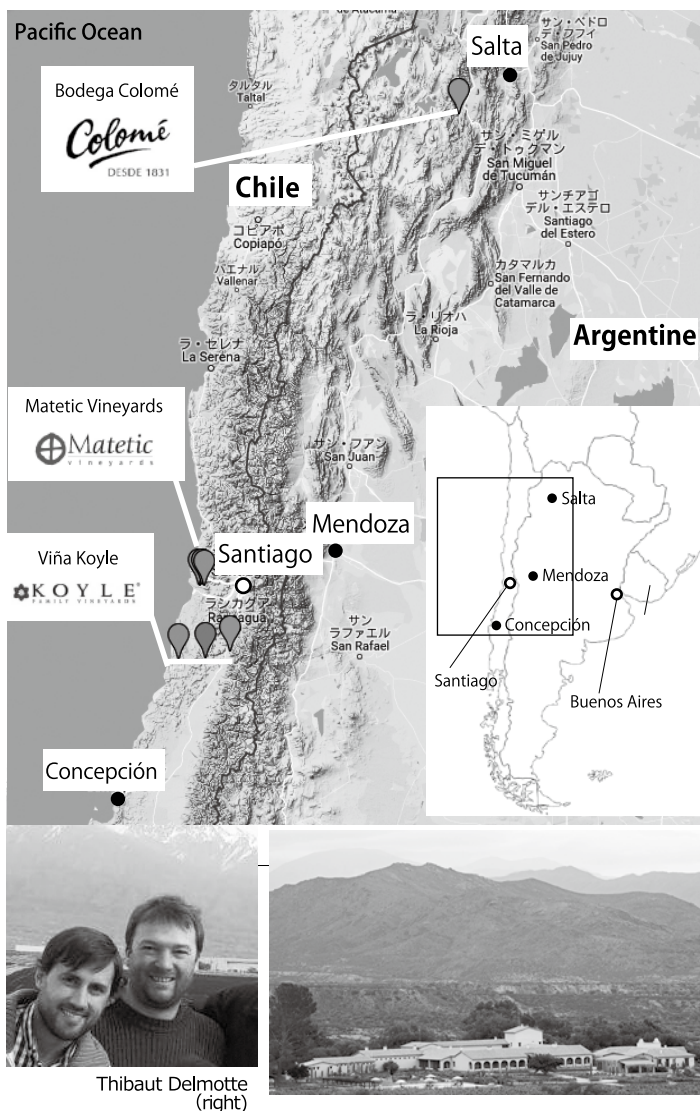 de Atacama
Pacific Ocean
Salta
サン・ペドロ
デ・フフイ
San Pedro
de Jujuy
Bodega Colomé
Colomé
DESDE 1831
タルタル
Taltal
サン・ミゲル
デ・トゥクマン
San Miguel
de Tucumán
Chile
サンチアゴ
デル・エステロ
Santiago
del Estero
コピアポ
Copiapó
バエナル
Vallenar
カタマルカ
San Fernando
del Valle de
Catamarca
ラ・リオハ
La Rioja
Argentine
ラ・セレナ
La Serena
Matetic Vineyards
Matetic
vineyards
サン・フアン
San Juan
Mendoza
Santiago
Viña Koyle
KOYLE
FAMILY VINEYARDS
ラシカグア
サン
ラファエル
San Rafael
Concepción
Salta
Mendoza
Concepción
Santiago
Buenos Aires
Thibaut Delmotte
(right)